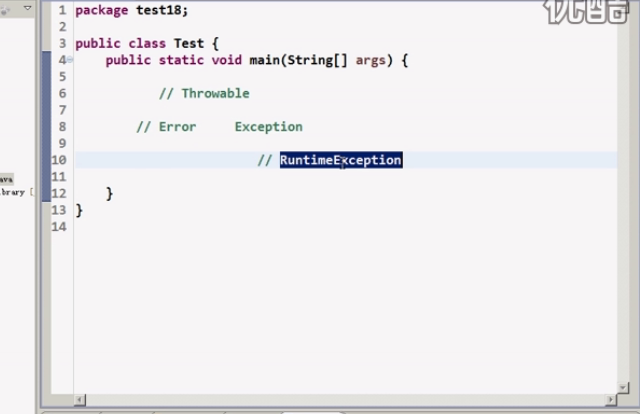 优酷
1 package test18;
2
3 public class Test {
4 public static void main(String[] args) {
5
6 // Throwable
7
8 // Error Exception
9
10 // RuntimeException
11
12 }
13 }
14
ava
ibrary [